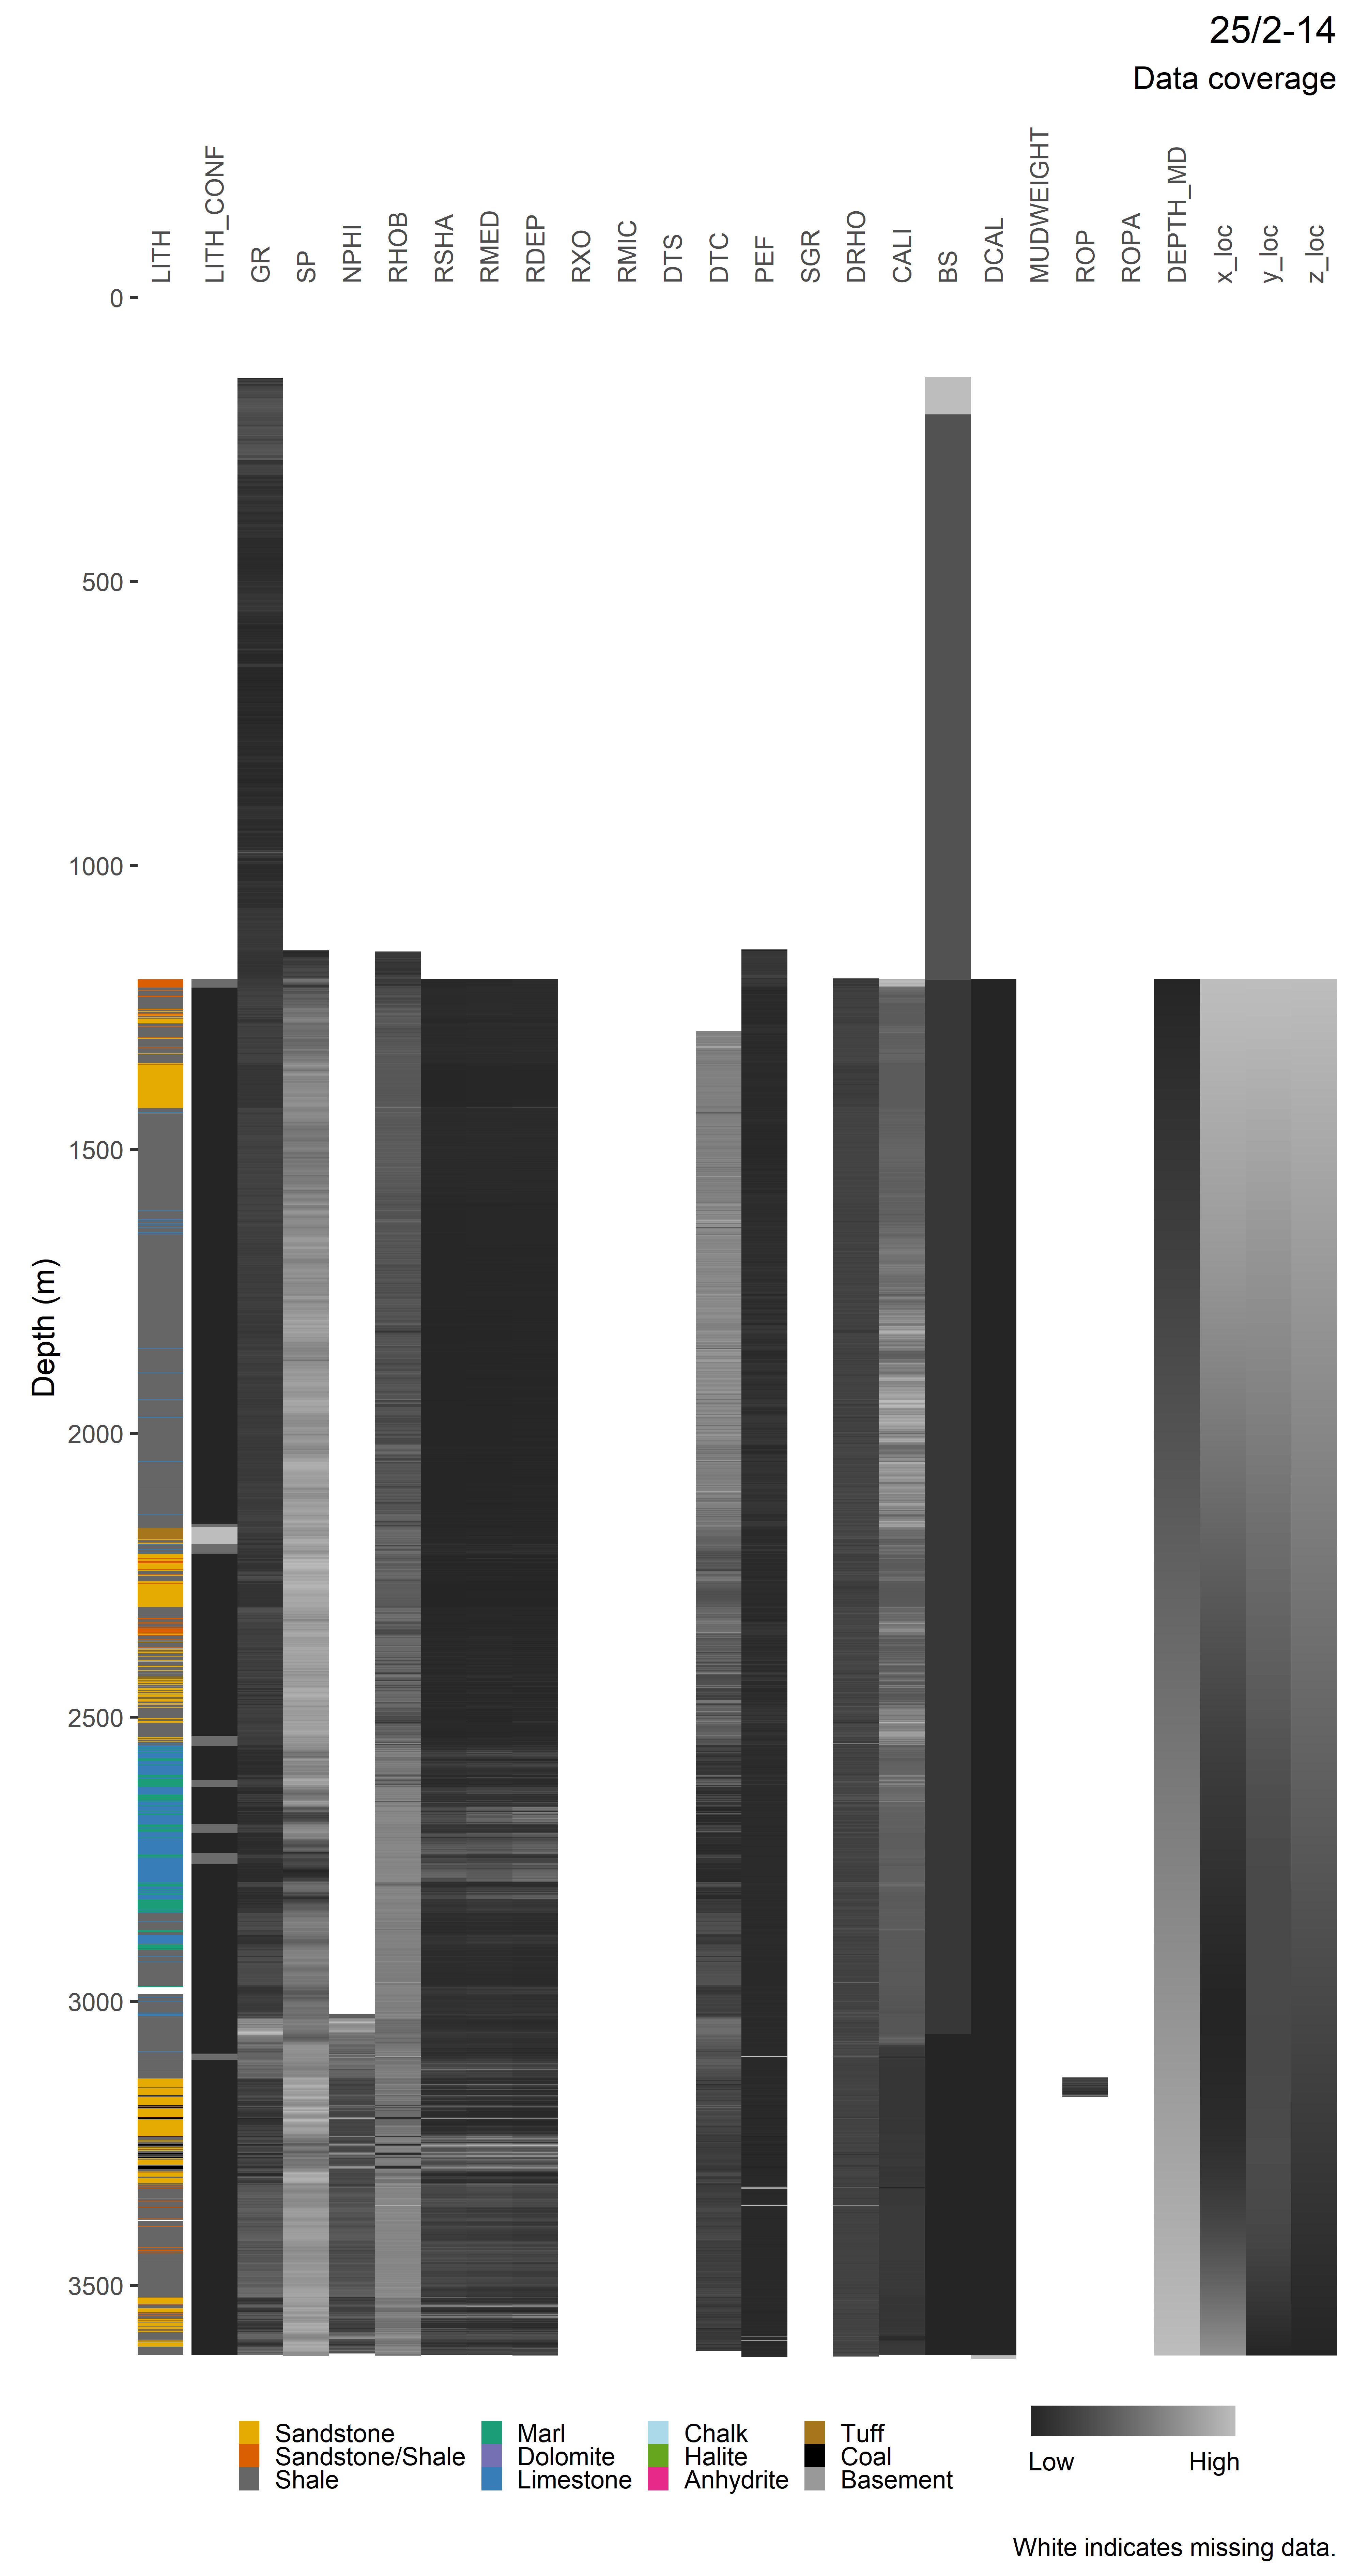 25/2-14
Data coverage
LITH
LITH_CONF
GR
SP
NPHI
RHOB
RSHA
RMED
RDEP
RXO
RMIC
DTS
DTC
PEF
SGR
DRHO
CALI
BS
DCAL
MUDWEIGHT
ROP
ROPA
DEPTH_MD
x_loc
y_loc
z_loc
0
500
1000
1500
2000
2500
3000
3500
Depth (m)
Sandstone
Sandstone/Shale
Shale
Marl
Dolomite
Limestone
Chalk
Halite
Anhydrite
Tuff
Coal
Basement
Low
High
White indicates missing data.